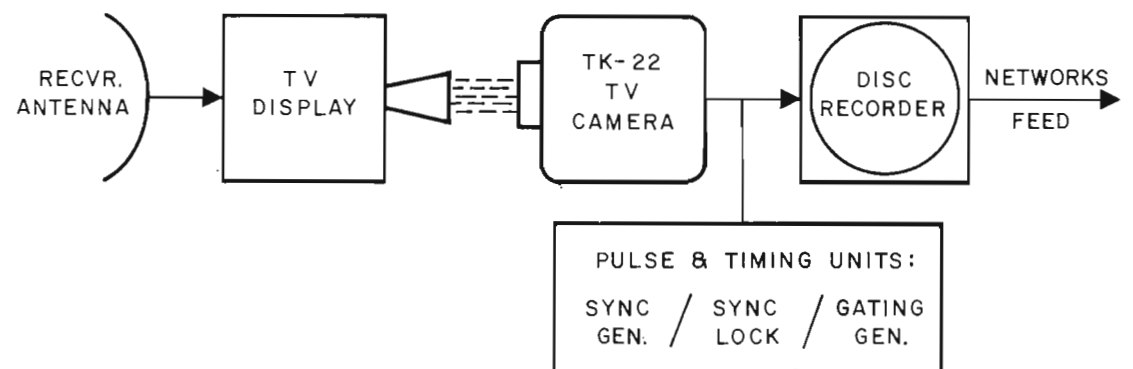 RECVR.
ANTENNA
TV
DISPLAY
TK-22
TV
CAMERA
DISC
RECORDER
NETWORKS
FEED
PULSE & TIMING UNITS:
SYNC / SYNC / GATING
GEN. LOCK GEN.